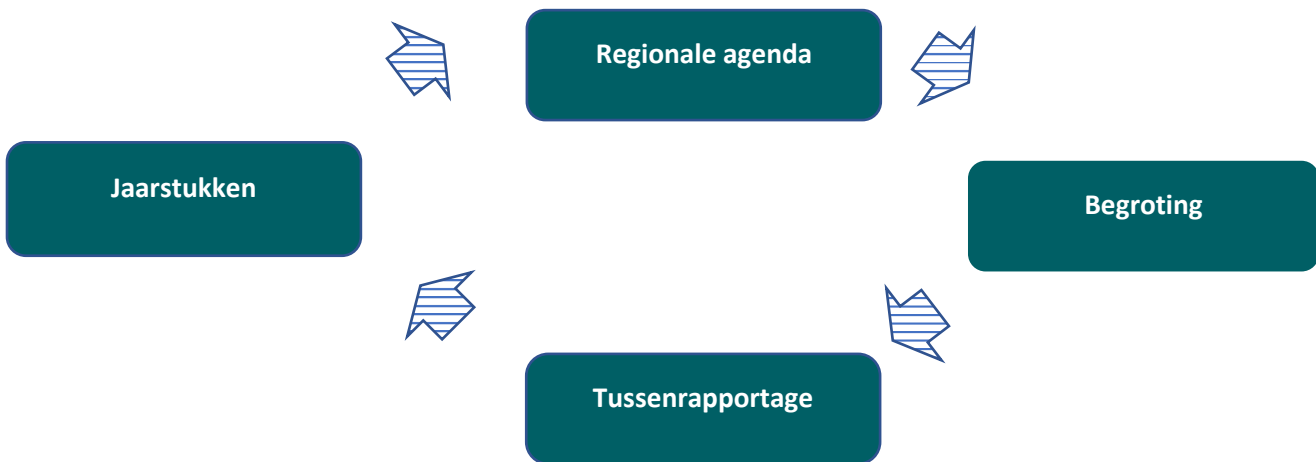 Regionale agenda
Jaarstukken
Begroting
Tussenrapportage